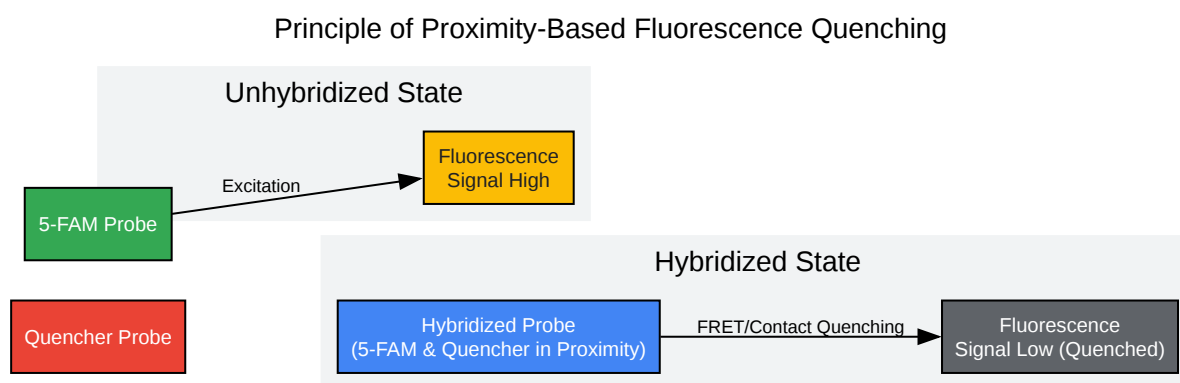 Principle of Proximity-Based Fluorescence Quenching
Unhybridized State
Fluorescence
Signal High
Excitation
5-FAM Probe
Hybridized State
Quencher Probe
Hybridized Probe
(5-FAM & Quencher in Proximity)
FRET/Contact Quenching
Fluorescence
Signal Low (Quenched)